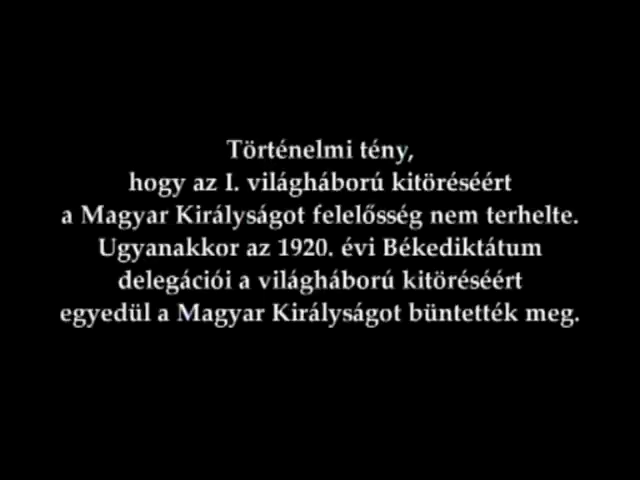 Történelmi tény,
hogy az I. világháború kitöréséért
a Magyar Királyságot felelősség nem terhelte.
Ugyanakkor az 1920. évi Békediktátum
delegációi a világháború kitöréséért
egyedül a Magyar Királyságot büntették meg.